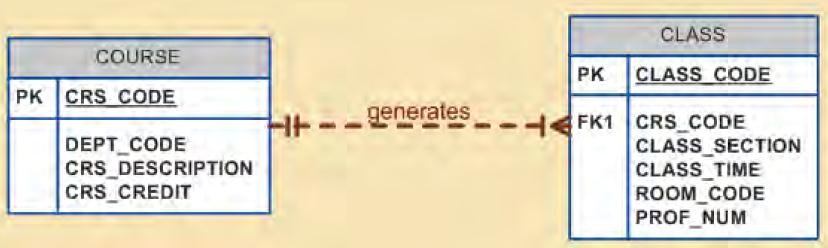 COURSE
PK CRS_CODE
DEPT_CODE
CRS_DESCRIPTION
CRS_CREDIT
generates
CLASS
PK CLASS_CODE
FK1 CRS_CODE
CLASS_SECTION
CLASS_TIME
ROOM_CODE
PROF_NUM